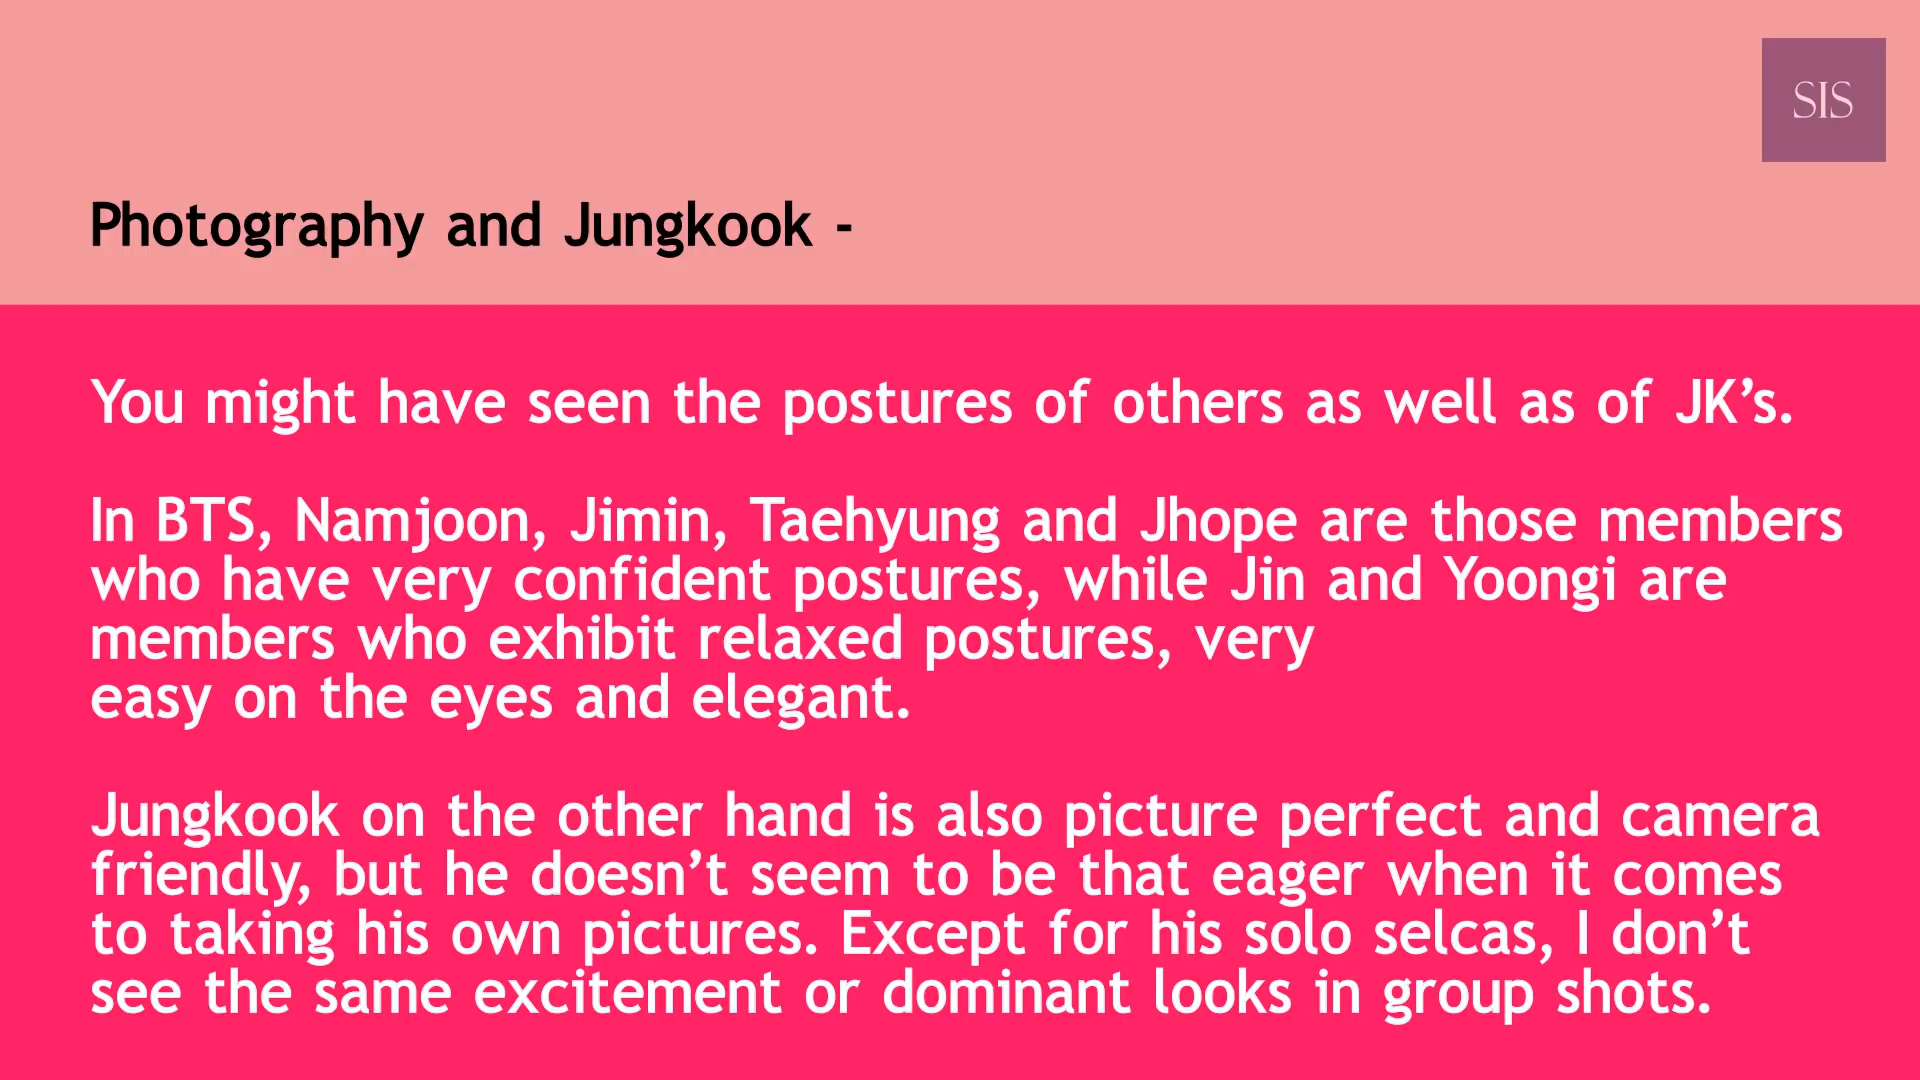 SIS
Photography and Jungkook -
You might have seen the postures of others as well as of JK’s.
In BTS, Namjoon, Jimin, Taehyung and Jhope are those members
who have very confident postures, while Jin and Yoongi are
members who exhibit relaxed postures, very
easy on the eyes and elegant.
Jungkook on the other hand is also picture perfect and camera
friendly, but he doesn’t seem to be that eager when it comes
to taking his own pictures. Except for his solo selcas, I don’t
see the same excitement or dominant looks in group shots.